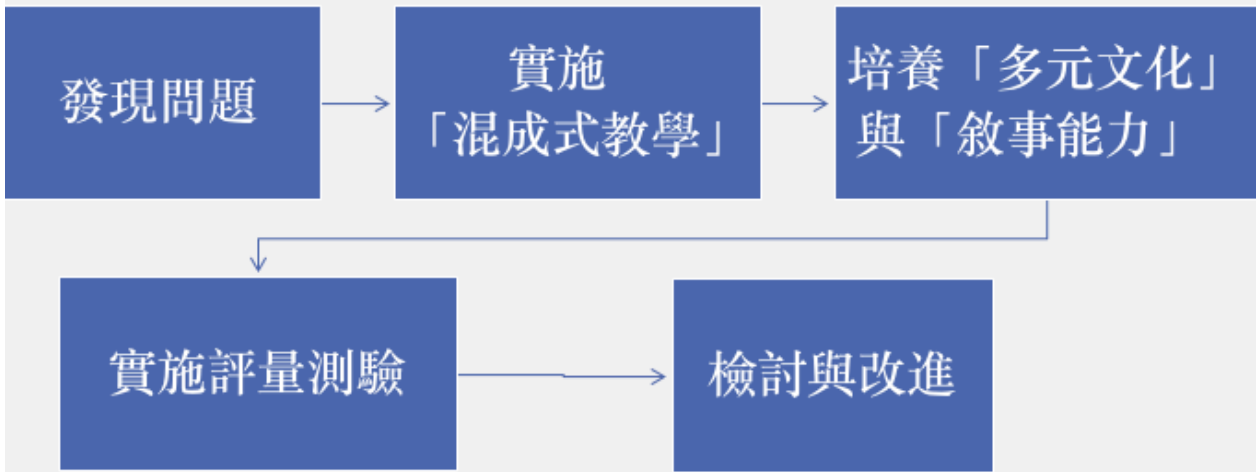 發現問題
實施
「混成式教學」
培養「多元文化」
與「敘事能力」
實施評量測驗
檢討與改進